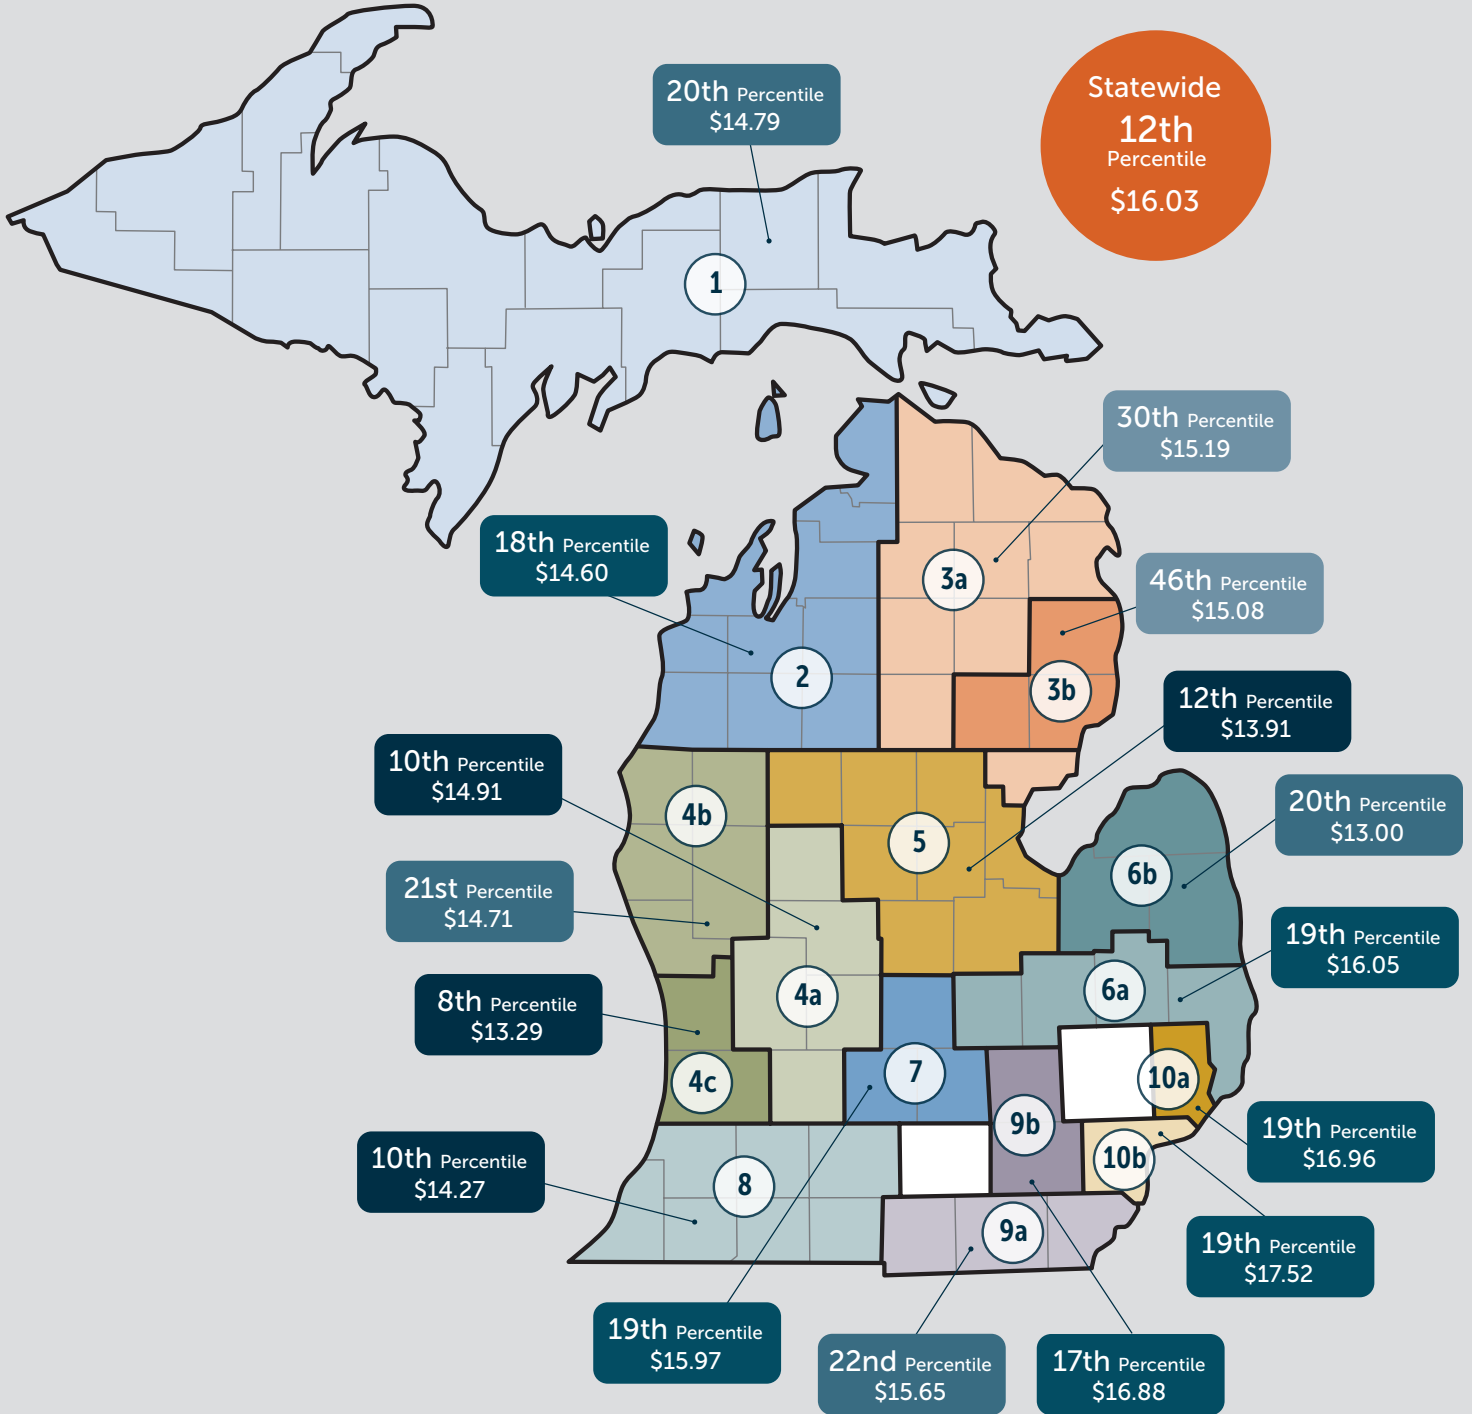 Statewide
12th
Percentile
$16.03
20th Percentile
$14.79
1
30th Percentile
$15.19
18th Percentile
$14.60
3a
46th Percentile
$15.08
2
3b
12th Percentile
$13.91
10th Percentile
$14.91
4b
5
20th Percentile
$13.00
6b
21st Percentile
$14.71
19th Percentile
$16.05
4a
6a
8th Percentile
$13.29
4c
7
10a
9b
19th Percentile
$16.96
10th Percentile
$14.27
8
10b
9a
19th Percentile
$17.52
19th Percentile
$15.97
22nd Percentile
$15.65
17th Percentile
$16.88